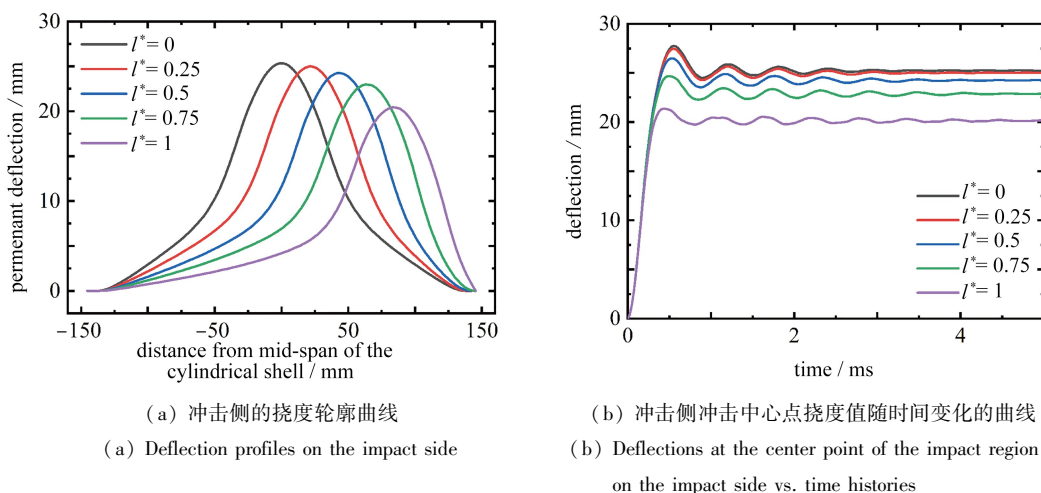 30
20
10
0
permenant deflection / mm
l*= 0
l*= 0.25
l*= 0.5
l*= 0.75
l*= 1
−150
−50
50
150
distance from mid-span of the
cylindrical shell / mm
(a) 冲击侧的挠度轮廓曲线
(a) Deflection profiles on the impact side
30
20
10
0
deflection / mm
l*= 0
l*= 0.25
l*= 0.5
l*= 0.75
l*= 1
0
2
4
time / ms
(b) 冲击侧冲击中心点挠度值随时间变化的曲线
(b) Deflections at the center point of the impact region
on the impact side vs. time histories